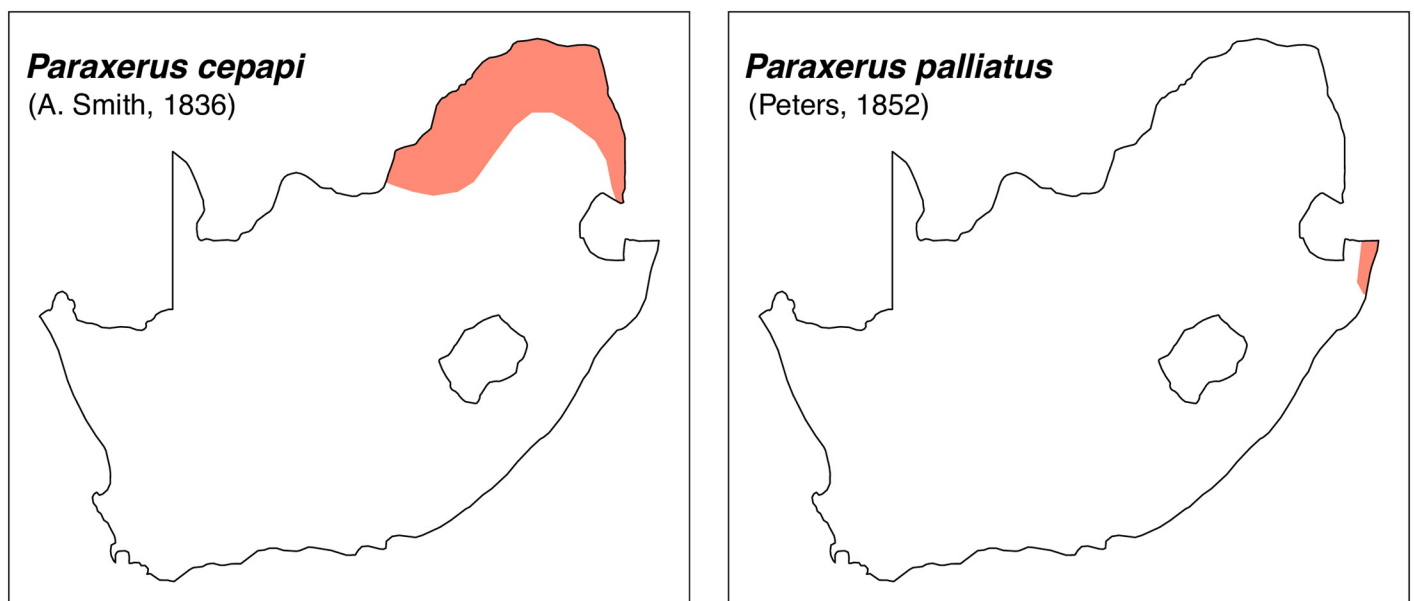 Paraxerus cepapi
(A. Smith, 1836)
Paraxerus palliatus
(Peters, 1852)